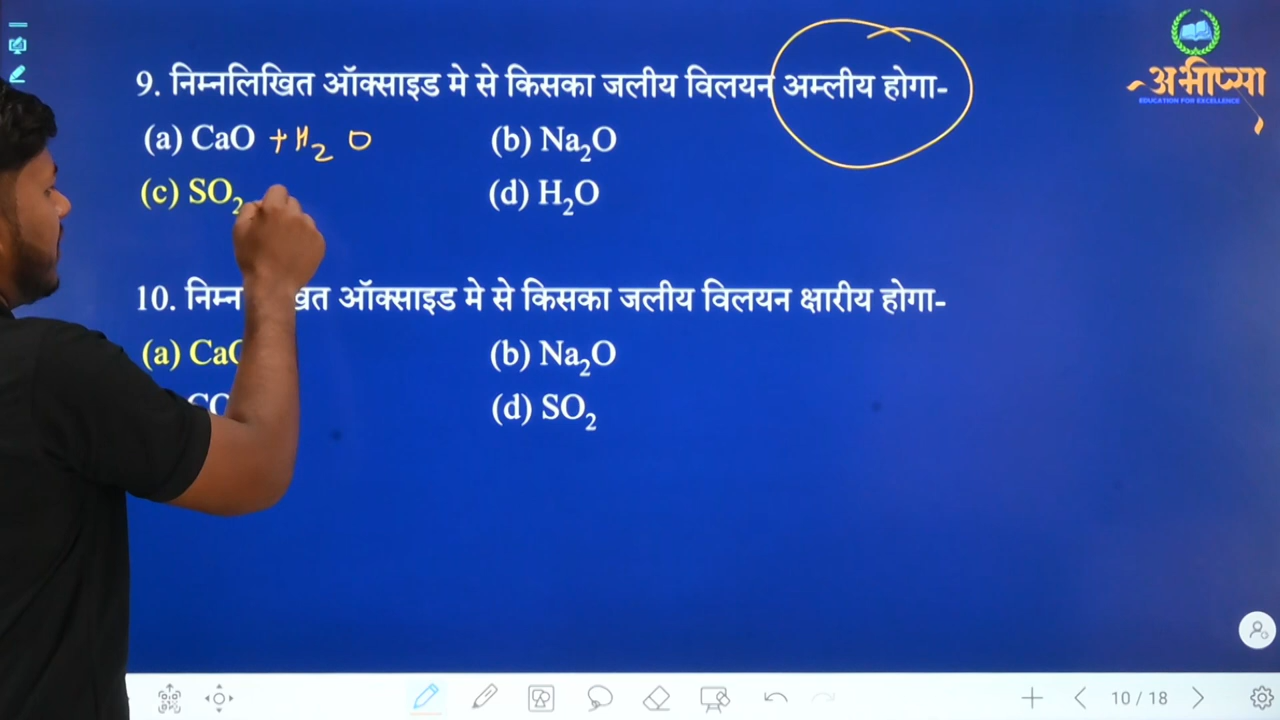 9. निम्नलिखित ऑक्साइड मे से किसका जलीय विलयन अम्लीय होगा-
(a) CaO + H₂O (b) Na₂O
(c) SO₂ (d) H₂O
10. निम्न खित ऑक्साइड मे से किसका जलीय विलयन क्षारीय होगा-
(a) Ca (b) Na₂O
(d) SO₂
अभीप्सा
EDUCATION FOR EXCELLENCE
10 / 18